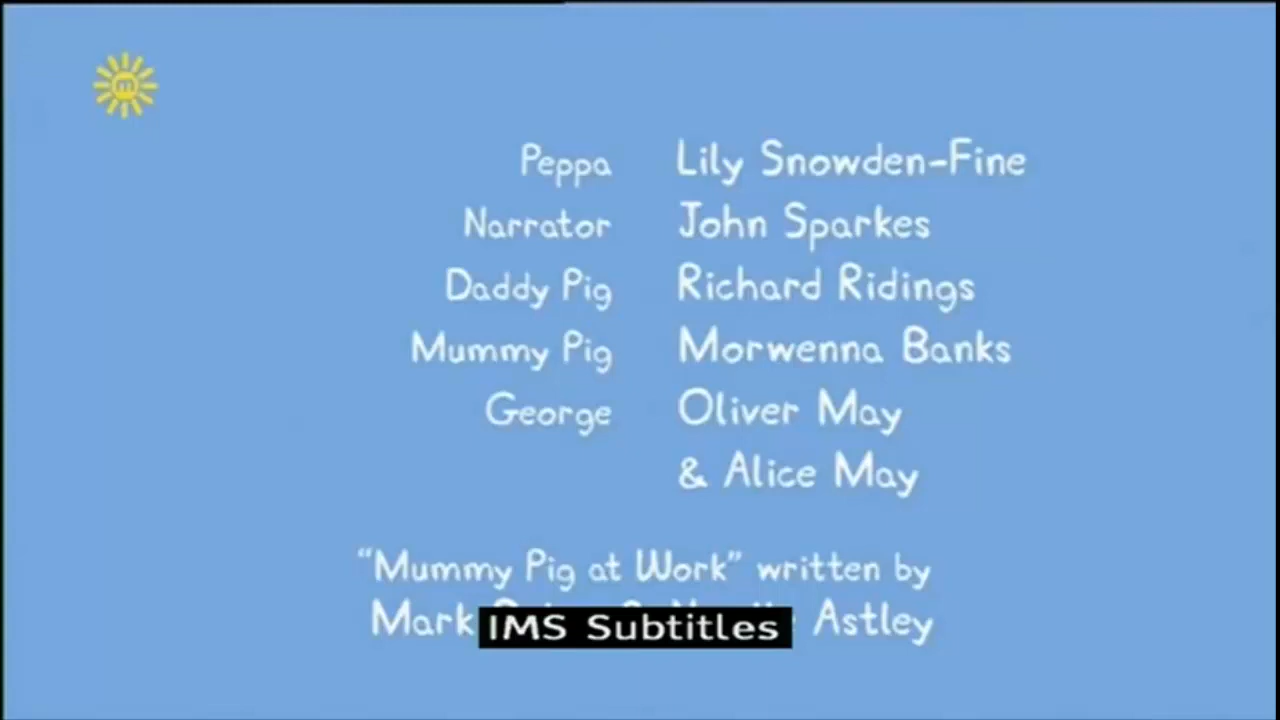 m
Peppa Lily Snowden-Fine
Narrator John Sparkes
Daddy Pig Richard Ridings
Mummy Pig Morwenna Banks
George Oliver May
& Alice May
“Mummy Pig at Work” written by
Mark Astley
IMS Subtitles